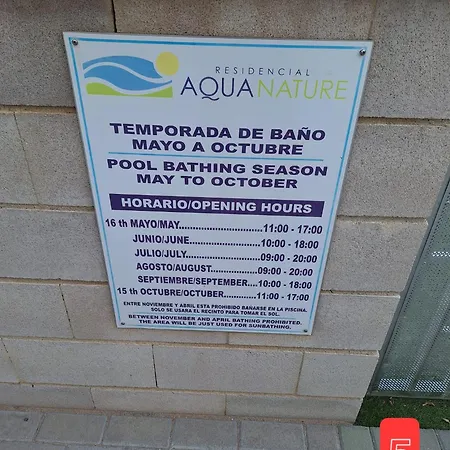 RESIDENCIAL
AQUANATURE
TEMPORADA DE BAÑO
MAYO A OCTUBRE
POOL BATHING SEASON
MAY TO OCTOBER
HORARIO/OPENING HOURS
16 th MAYO/MAY..............................11:00 - 17:00
JUNIO/JUNE..........................10:00 - 18:00
JULIO/JULY...........................09:00 - 20:00
AGOSTO/AUGUST................09:00 - 20:00
SEPTIEMBRE/SEPTEMBER....10:00 - 18:00
15 th OCTUBRE/OCTUBER............11:00 - 17:00
ENTRE NOVIEMBRE Y ABRIL ESTA PROHIBIDO BANARSE EN LA PISCINA.
SOLO SE USARA EL RECINTO PARA TOMAR EL SOL.
BETWEEN NOVEMBER AND APRIL BATHING PROHIBITED.
THE AREA WILL BE JUST USED FOR SUNBATHING.